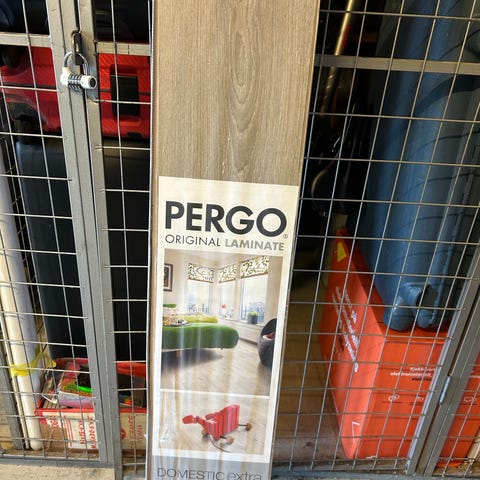 PERGO
ORIGINAL LAMINATE
DOMESTIC extra